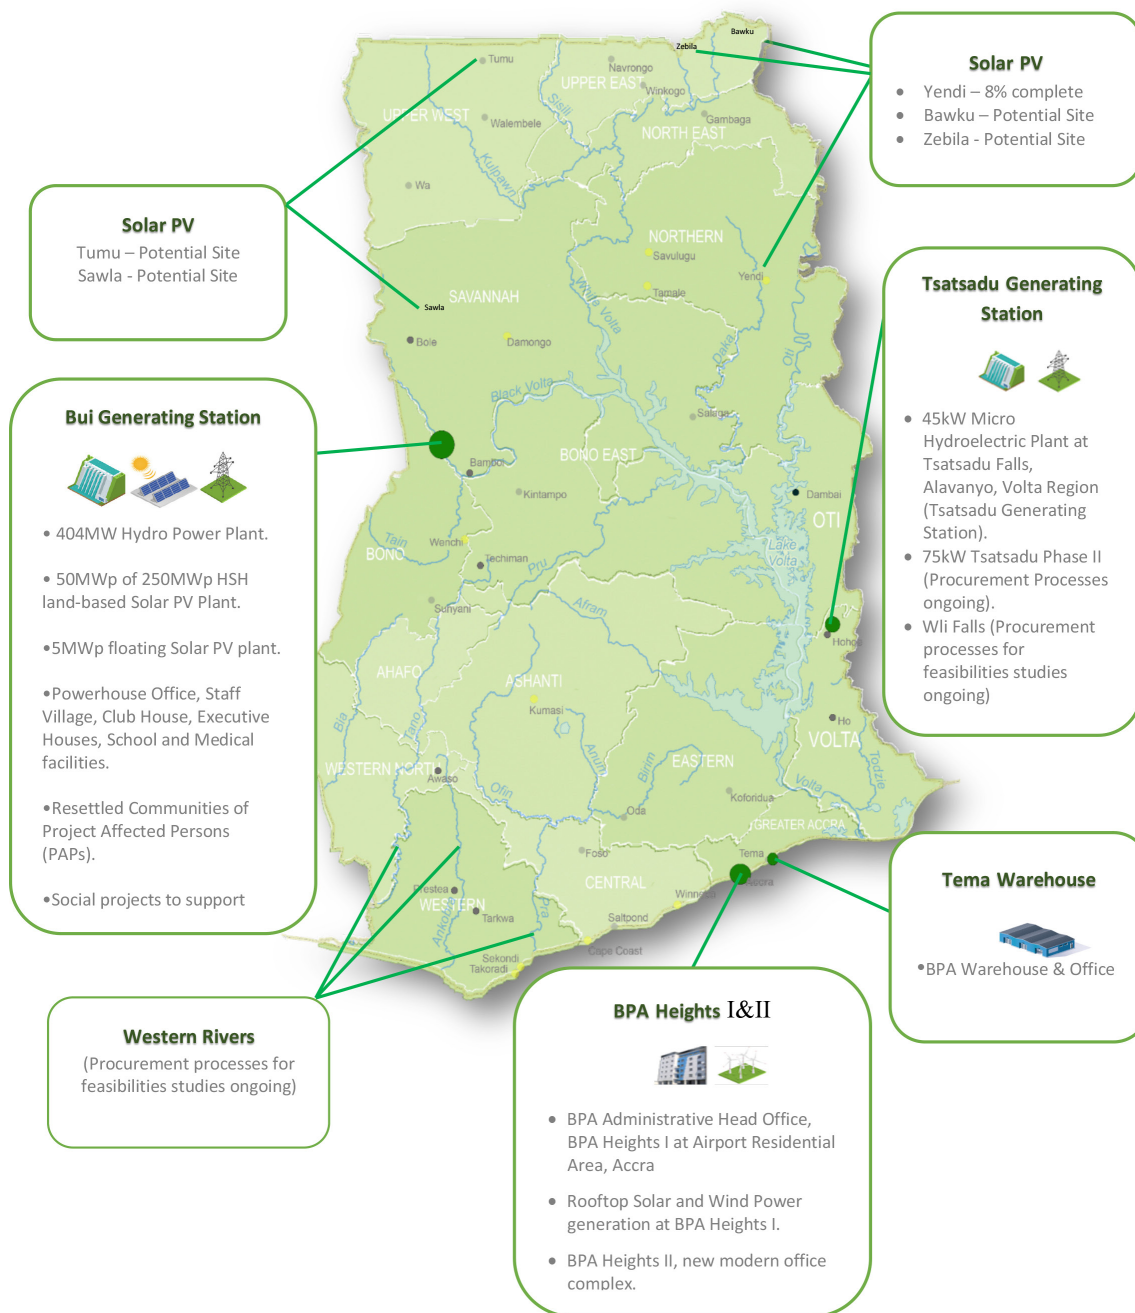 Bawku
Zebila
Tumu
Navrongo
UPPER EAST
Winkogo
UPPER WEST
Sisili
Walembele
Gambaga
NORTH EAST
Kulpawn
Wa
Solar PV
• Yendi – 8% complete
• Bawku – Potential Site
• Zebila - Potential Site
Solar PV
Tumu – Potential Site
Sawla - Potential Site
NORTHERN
Savulugu
Yendi
Tamale
White Volta
SAVANNAH
Sawla
Bole
Damongo
Daka
Oti
Black Volta
Salaga
Bamboi
BONO EAST
Kintampo
Dambai
OTI
Tain
Wenchi
BONO
Techiman
Pru
Lake
Volta
Sunyani
Afram
Hohoe
AHAFO
ASHANTI
Kumasi
Bia
Tano
Ho
VOLTA
WESTERN NORTH
Awaso
Anum
Birim
EASTERN
Todzie
Volta
Ofin
Oda
Koforidua
GREATER ACCRA
Foso
Tema
Accra
CENTRAL
Prestea
WESTERN
Winneba
Tarkwa
Ankobra
Pra
Saltpond
Cape Coast
Sekondi
Takoradi
Tsatsadu Generating
Station
• 45kW Micro
Hydroelectric Plant at
Tsatsadu Falls,
Alavanyo, Volta Region
(Tsatsadu Generating
Station).
• 75kW Tsatsadu Phase II
(Procurement Processes
ongoing).
• Wli Falls (Procurement
processes for
feasibilities studies
ongoing)
Bui Generating Station
• 404MW Hydro Power Plant.
• 50MWp of 250MWp HSH
land-based Solar PV Plant.
•5MWp floating Solar PV plant.
•Powerhouse Office, Staff
Village, Club House, Executive
Houses, School and Medical
facilities.
•Resettled Communities of
Project Affected Persons
(PAPs).
•Social projects to support
Tema Warehouse
•BPA Warehouse & Office
Western Rivers
(Procurement processes for
feasibilities studies ongoing)
BPA Heights I&II
• BPA Administrative Head Office,
BPA Heights I at Airport Residential
Area, Accra
• Rooftop Solar and Wind Power
generation at BPA Heights I.
• BPA Heights II, new modern office
complex.